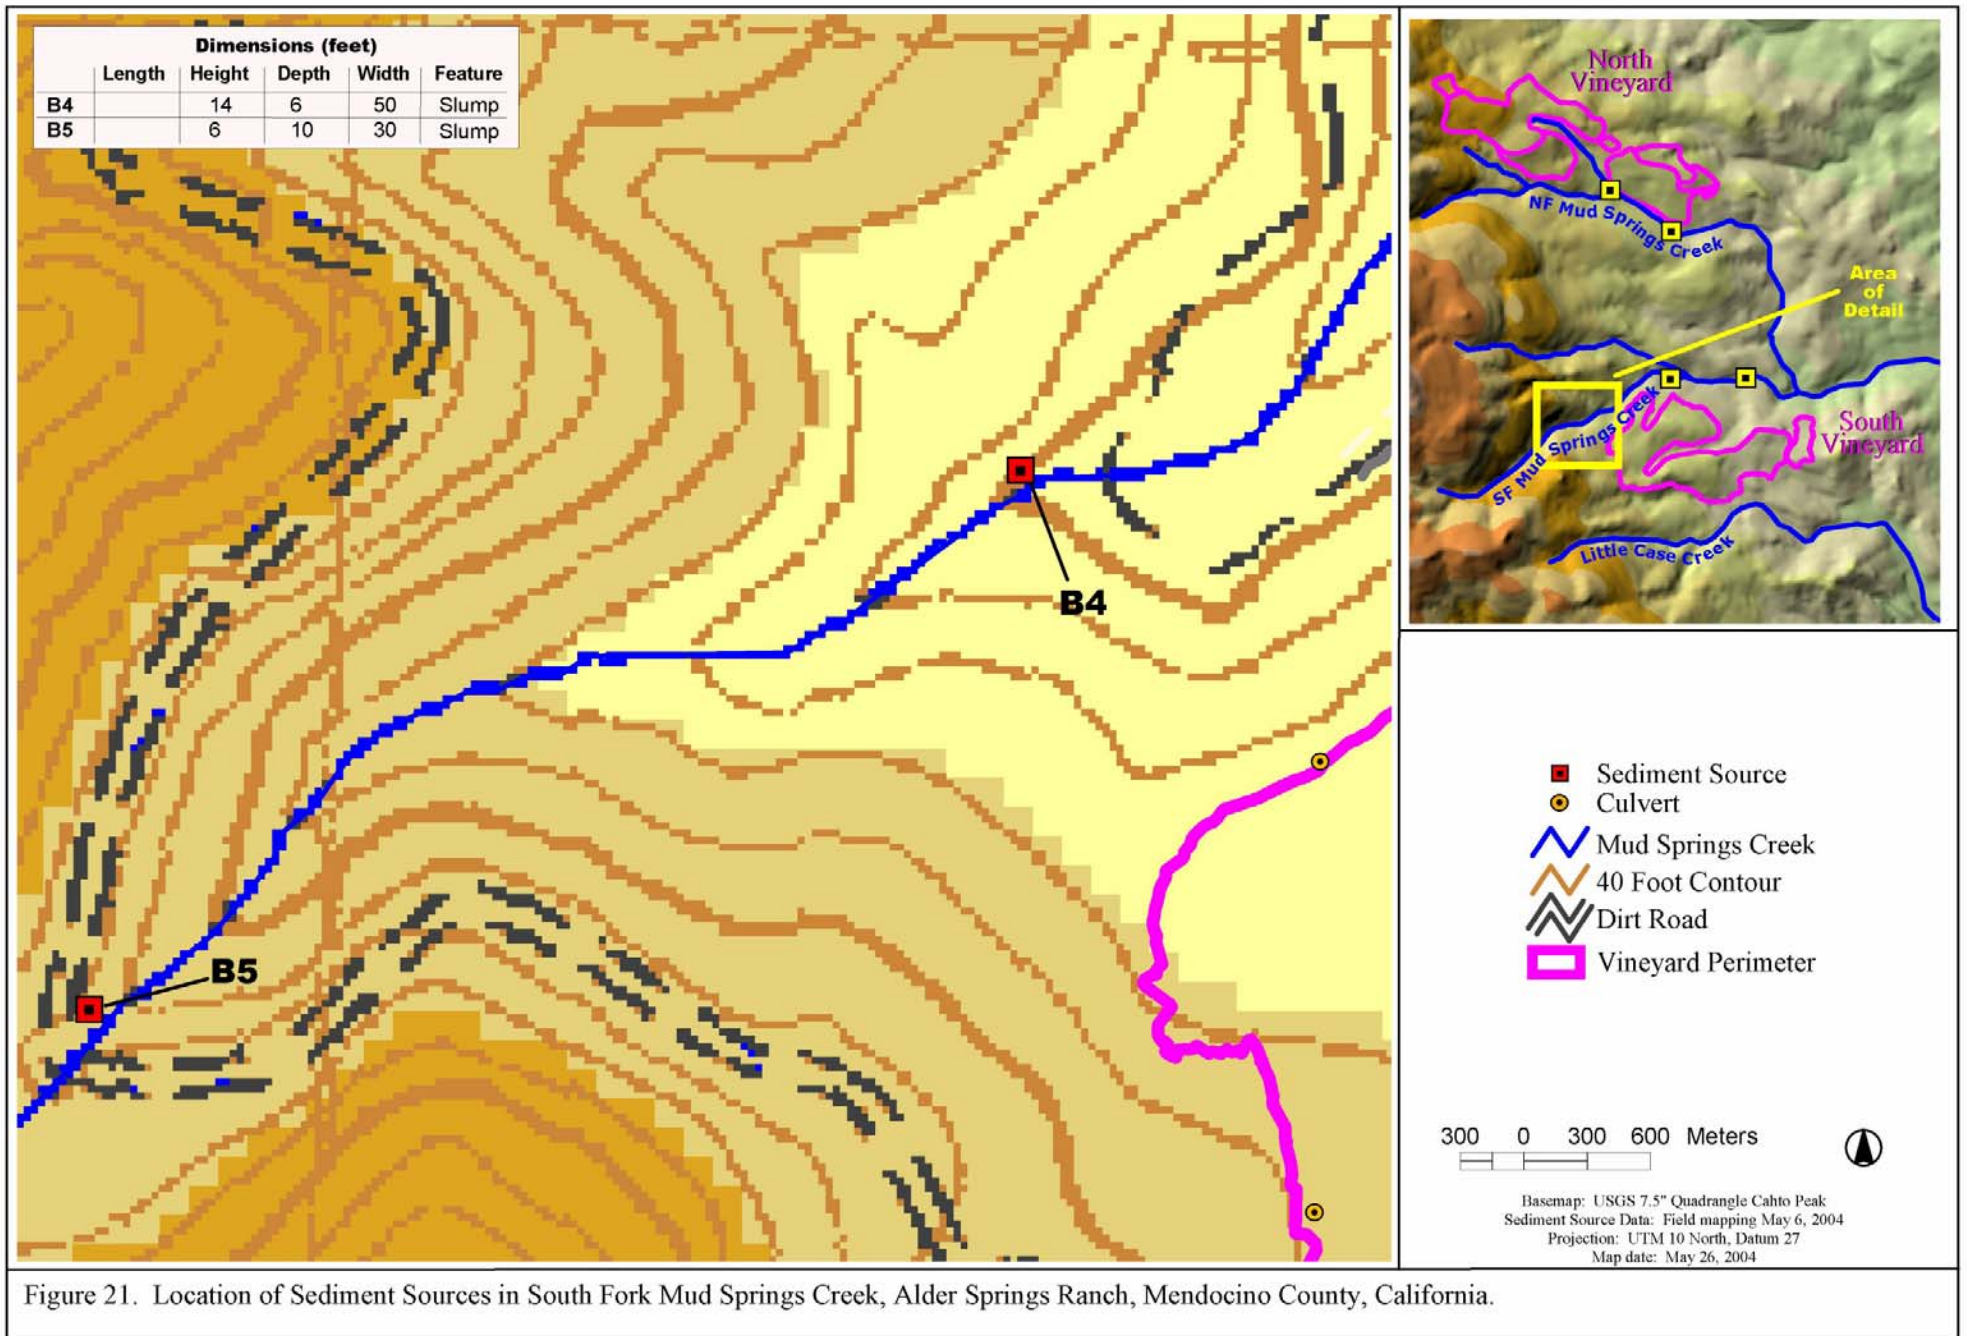 Dimensions (feet)
Length Height Depth Width Feature
B4 14 6 50 Slump
B5 6 10 30 Slump
B4
B5
North
Vineyard
NF Mud Springs Creek
Area
of
Detail
SF Mud Springs Creek
South
Vineyard
Little Case Creek
Sediment Source
Culvert
Mud Springs Creek
40 Foot Contour
Dirt Road
Vineyard Perimeter
300 0 300 600 Meters
Basemap: USGS 7.5" Quadrangle Cahto Peak
Sediment Source Data: Field mapping May 6, 2004
Projection: UTM 10 North, Datum 27
Map date: May 26, 2004
Figure 21. Location of Sediment Sources in South Fork Mud Springs Creek, Alder Springs Ranch, Mendocino County, California.